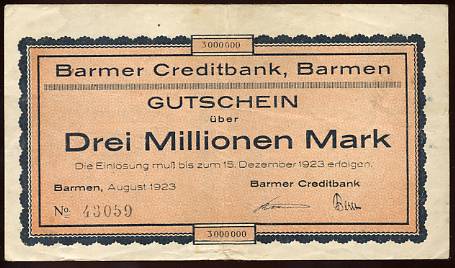 3000000
Barmer Creditbank, Barmen
GUTSCHEIN
über
Drei Millionen Mark
Die Einlösung muß bis zum 15. Dezember 1923 erfolgen.
Barmen, August 1923 Barmer Creditbank
No. 43059
3000000